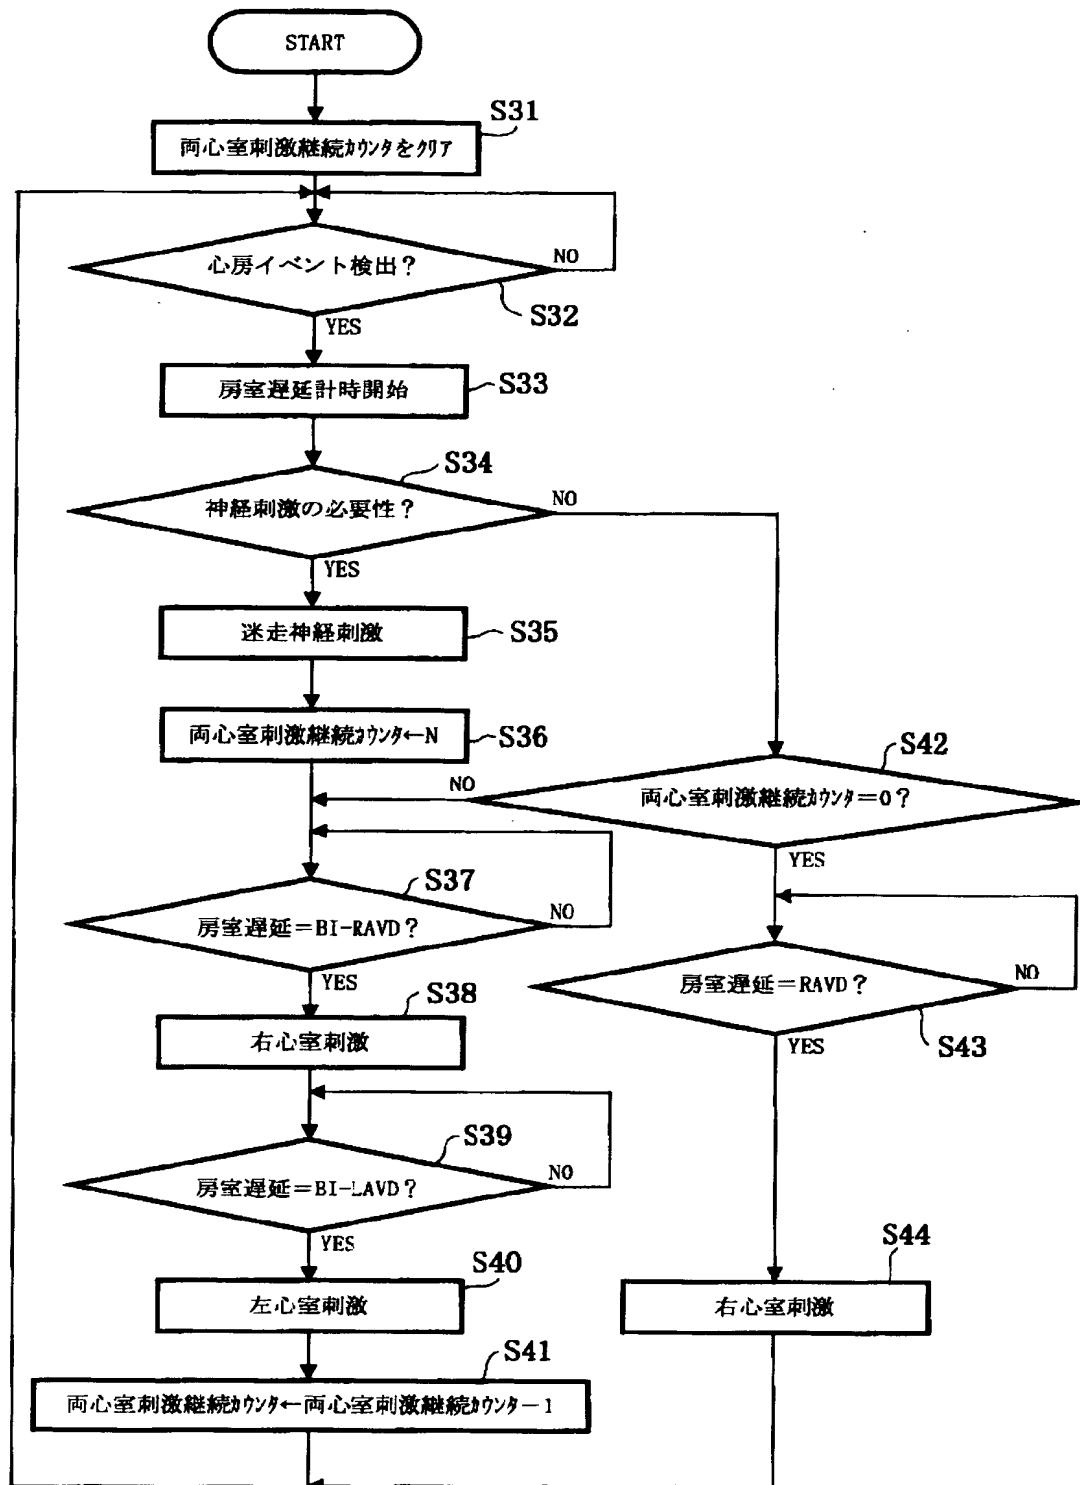 START
S31
両心室刺激継続ｶｳﾝﾀをｸﾘｱ
心房イベント検出？
NO
S32
YES
房室遅延計時開始
S33
S34
神経刺激の必要性？
NO
YES
迷走神経刺激
S35
両心室刺激継続ｶｳﾝﾀ←N
S36
S42
NO
両心室刺激継続ｶｳﾝﾀ＝0？
YES
S37
房室遅延＝BI-RAVD？
NO
YES
房室遅延＝RAVD？
NO
S43
YES
S38
右心室刺激
S39
房室遅延＝BI-LAVD？
NO
YES
S40
左心室刺激
S44
右心室刺激
S41
両心室刺激継続ｶｳﾝﾀ←両心室刺激継続ｶｳﾝﾀ－1